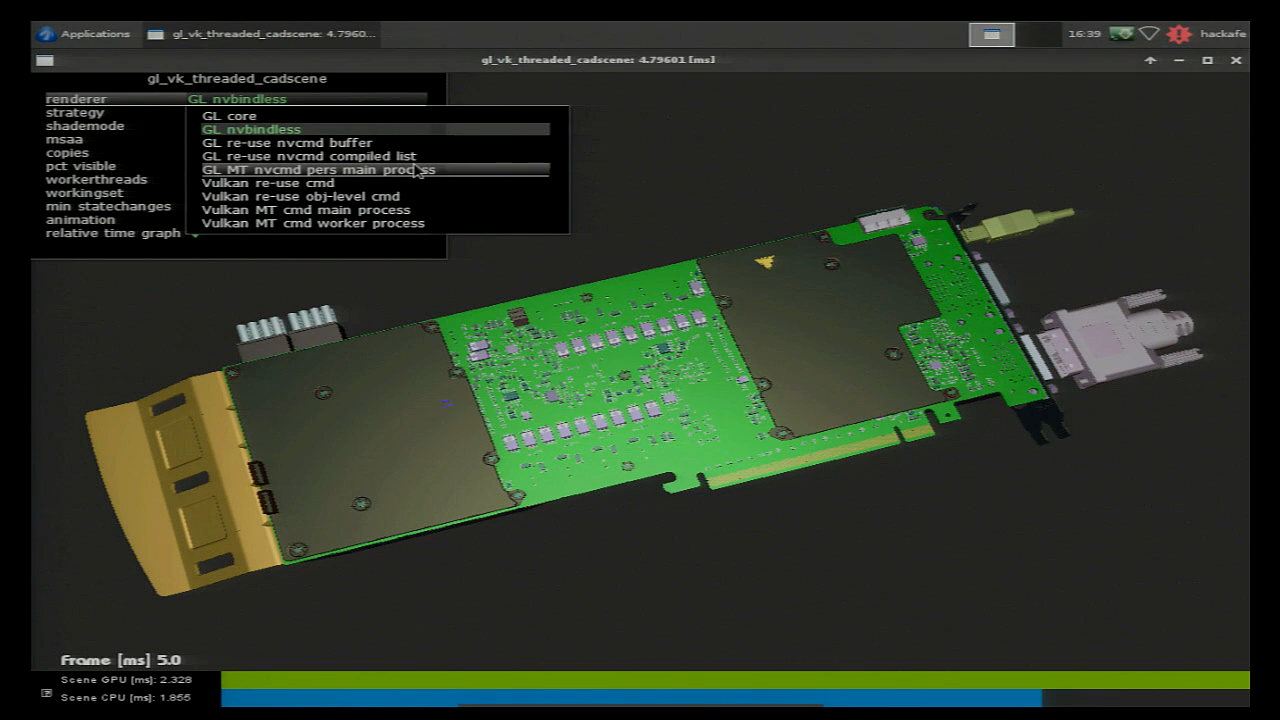 Applications
gl_vk_threaded_cadscene: 4.7960...
16:39
hackafe
gl_vk_threaded_cadscene: 4.79601 [ms]
gl_vk_threaded_cadscene
renderer GL nvbindless
strategy
shademode
msaa
copies
pct visible
workerthreads
workingset
min statechanges
animation
relative time graph
GL core
GL nvbindless
GL re-use nvcmd buffer
GL re-use nvcmd compiled list
GL MT nvcmd pers main process
Vulkan re-use cmd
Vulkan re-use obj-level cmd
Vulkan MT cmd main process
Vulkan MT cmd worker process
Frame [ms] 5.0
Scene GPU [ms]: 2.328
Scene CPU [ms]: 1.855